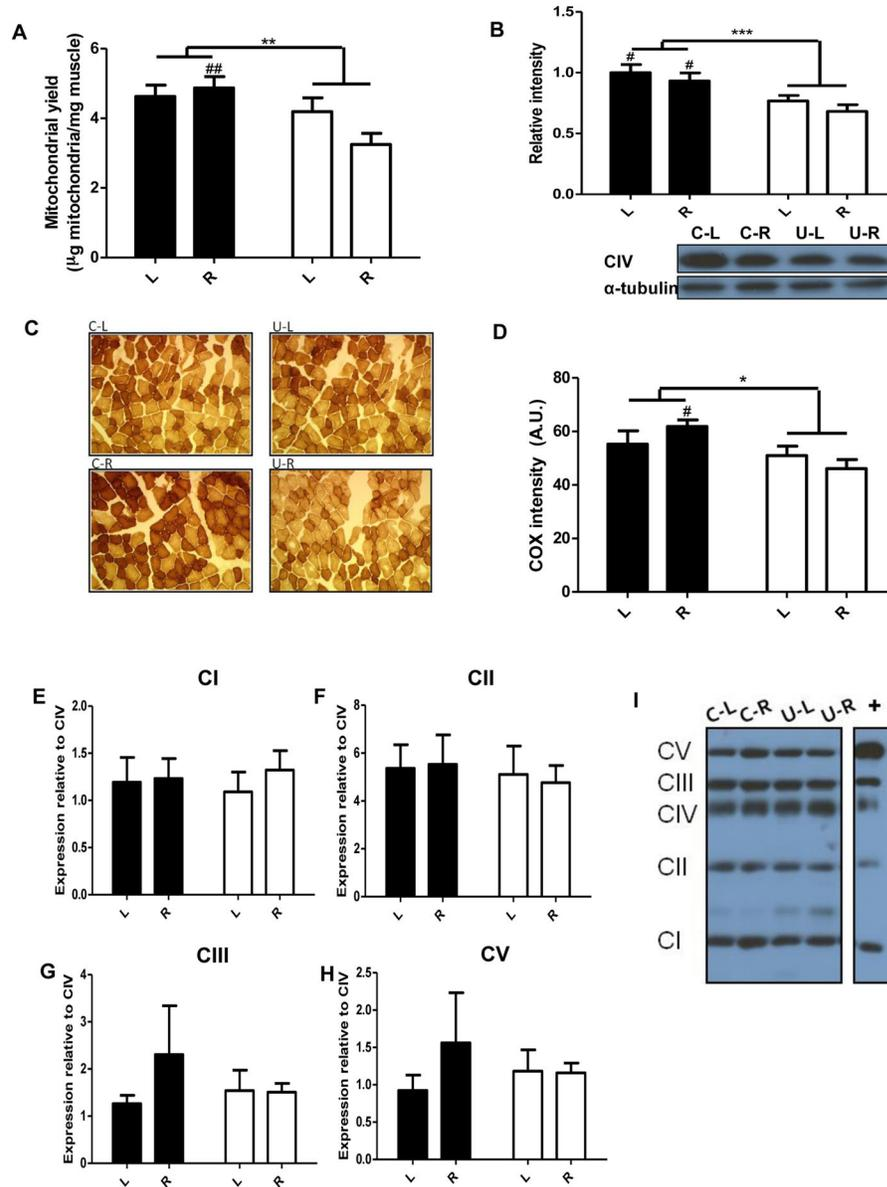 A
**
##
Mitochondrial yield
(µg mitochondria/mg muscle)
6
4
2
0
L R L R
B
***
# #
Relative intensity
1.5
1.0
0.5
0.0
L R L R
C-L C-R U-L U-R
CIV
α-tubulin
C
C-L U-L
C-R U-R
D
*
#
COX intensity (A.U.)
80
60
40
20
0
L R L R
E
CI
Expression relative to CIV
2.0
1.5
1.0
0.5
0.0
L R L R
F
CII
Expression relative to CIV
8
6
4
2
0
L R L R
G
CIII
Expression relative to CIV
4
3
2
1
0
L R L R
H
CV
Expression relative to CIV
2.5
2.0
1.5
1.0
0.5
0.0
L R L R
I
C-L C-R U-L U-R +
CV
CIII
CIV
CII
CI